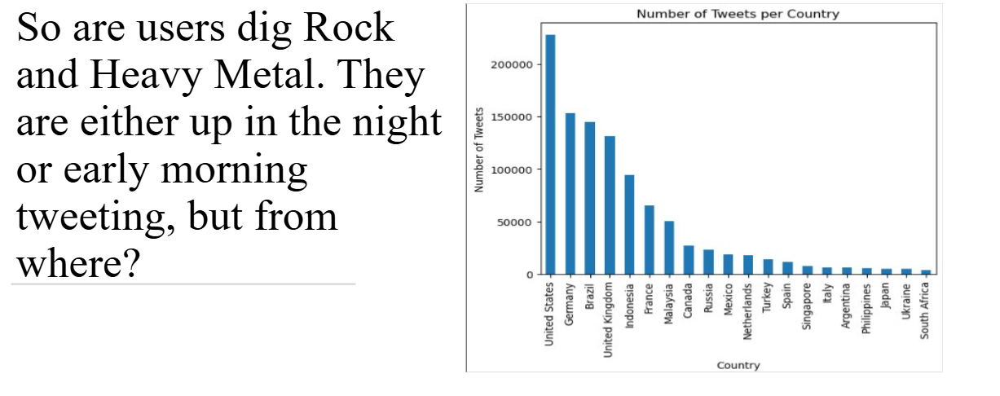 So are users dig Rock
and Heavy Metal. They
are either up in the night
or early morning
tweeting, but from
where?
Number of Tweets per Country
Number of Tweets
200000
150000
100000
50000
0
United States
Germany
Brazil
United Kingdom
Indonesia
France
Malaysia
Canada
Russia
Mexico
Netherlands
Turkey
Spain
Singapore
Italy
Argentina
Philippines
Japan
Ukraine
South Africa
Country